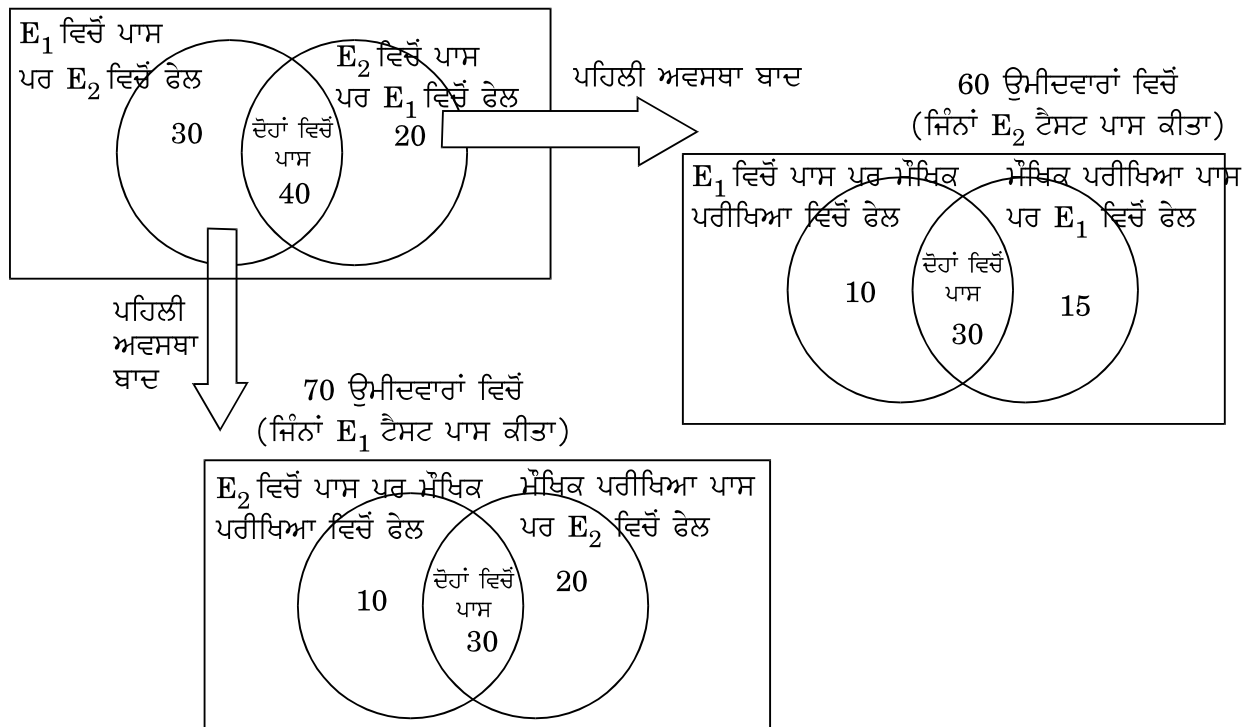 E₁ ਵਿਚੋਂ ਪਾਸ
ਪਰ E₂ ਵਿਚੋਂ ਫੇਲ
E₂ ਵਿਚੋਂ ਪਾਸ
ਪਰ E₁ ਵਿਚੋਂ ਫੇਲ
30
ਦੋਹਾਂ ਵਿਚੋਂ
ਪਾਸ
40
20
ਪਹਿਲੀ ਅਵਸਥਾ ਬਾਦ
60 ਉਮੀਦਵਾਰਾਂ ਵਿਚੋਂ
(ਜਿੰਨਾਂ E₂ ਟੈਸਟ ਪਾਸ ਕੀਤਾ)
E₁ ਵਿਚੋਂ ਪਾਸ ਪਰ ਮੌਖਿਕ
ਪਰੀਖਿਆ ਵਿਚੋਂ ਫੇਲ
ਮੌਖਿਕ ਪਰੀਖਿਆ ਪਾਸ
ਪਰ E₁ ਵਿਚੋਂ ਫੇਲ
10
ਦੋਹਾਂ ਵਿਚੋਂ
ਪਾਸ
30
15
ਪਹਿਲੀ
ਅਵਸਥਾ
ਬਾਦ
70 ਉਮੀਦਵਾਰਾਂ ਵਿਚੋਂ
(ਜਿੰਨਾਂ E₁ ਟੈਸਟ ਪਾਸ ਕੀਤਾ)
E₂ ਵਿਚੋਂ ਪਾਸ ਪਰ ਮੌਖਿਕ
ਪਰੀਖਿਆ ਵਿਚੋਂ ਫੇਲ
ਮੌਖਿਕ ਪਰੀਖਿਆ ਪਾਸ
ਪਰ E₂ ਵਿਚੋਂ ਫੇਲ
10
ਦੋਹਾਂ ਵਿਚੋਂ
ਪਾਸ
30
20